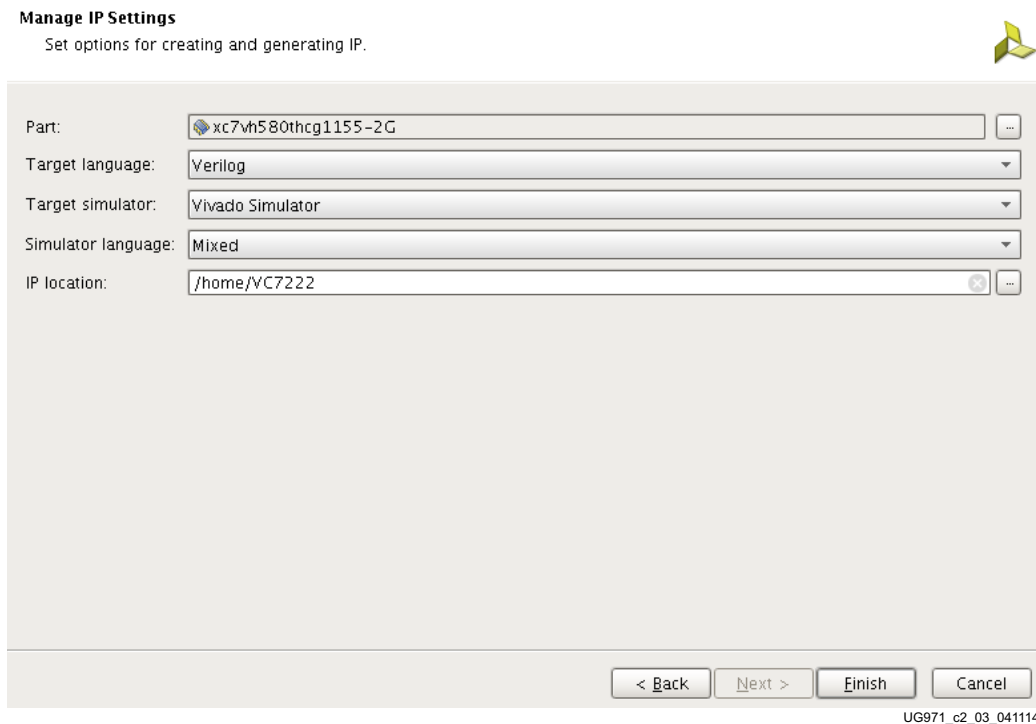 Manage IP Settings
Set options for creating and generating IP.
Part: xc7vh580thcg1155-2G ...
Target language: Verilog
Target simulator: Vivado Simulator
Simulator language: Mixed
IP location: /home/VC7222 ...
< Back Next > Finish Cancel
UG971_c2_03_041114